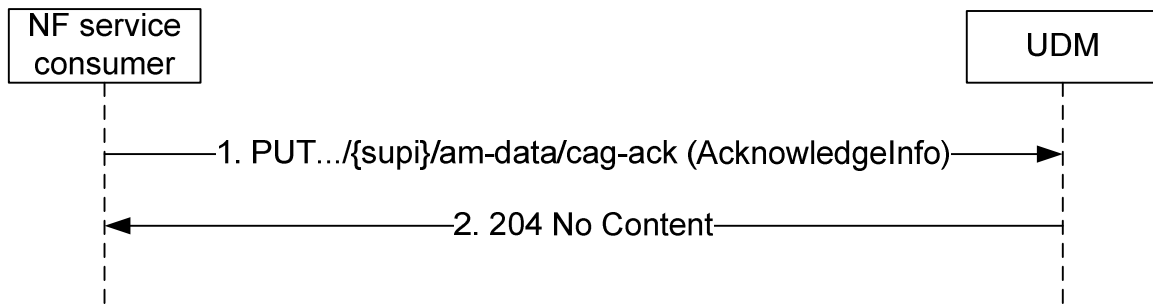 NF service
consumer
UDM
1. PUT.../{supi}/am-data/cag-ack (AcknowledgeInfo)
2. 204 No Content